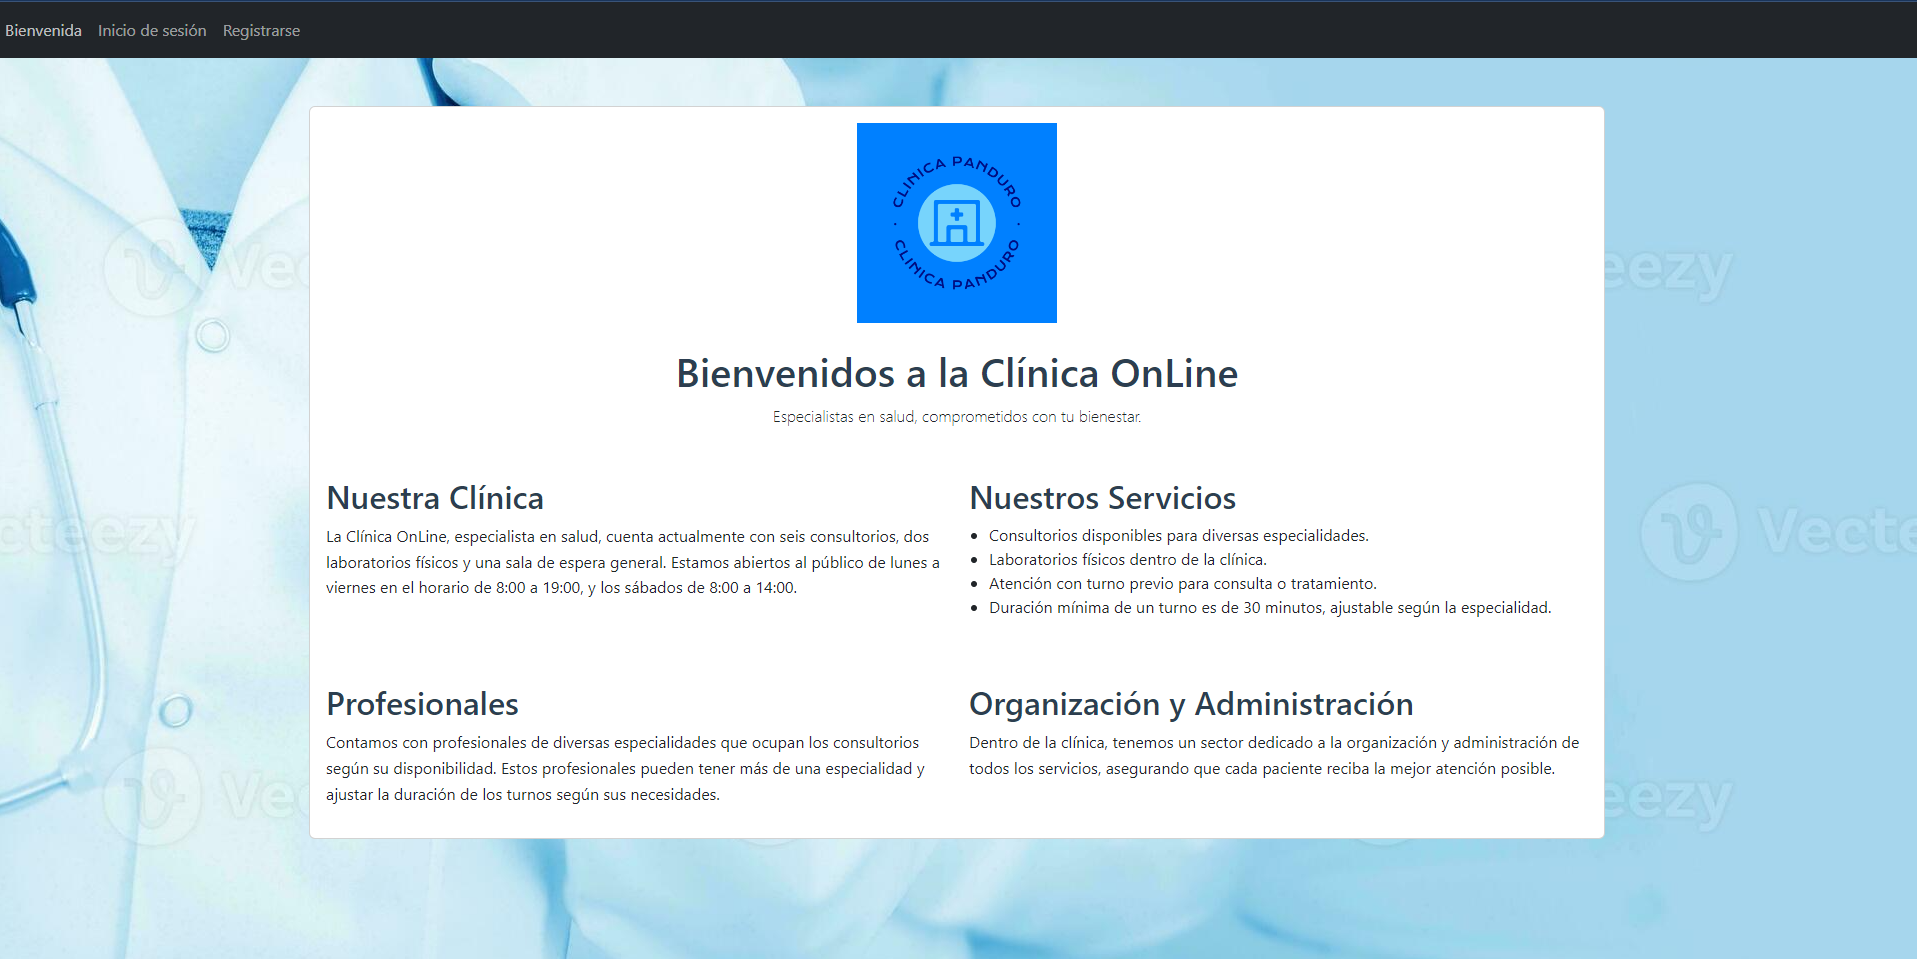 Bienvenida Inicio de sesión Registrarse
CLINICA PANDURO
CLINICA PANDURO
Bienvenidos a la Clínica OnLine
Especialistas en salud, comprometidos con tu bienestar.
Nuestra Clínica
La Clínica OnLine, especialista en salud, cuenta actualmente con seis consultorios, dos
laboratorios físicos y una sala de espera general. Estamos abiertos al público de lunes a
viernes en el horario de 8:00 a 19:00, y los sábados de 8:00 a 14:00.
Nuestros Servicios
Consultorios disponibles para diversas especialidades.
Laboratorios físicos dentro de la clínica.
Atención con turno previo para consulta o tratamiento.
Duración mínima de un turno es de 30 minutos, ajustable según la especialidad.
Profesionales
Contamos con profesionales de diversas especialidades que ocupan los consultorios
según su disponibilidad. Estos profesionales pueden tener más de una especialidad y
ajustar la duración de los turnos según sus necesidades.
Organización y Administración
Dentro de la clínica, tenemos un sector dedicado a la organización y administración de
todos los servicios, asegurando que cada paciente reciba la mejor atención posible.
Vec
eezy
cteezy
Vecte
Vec
eezy